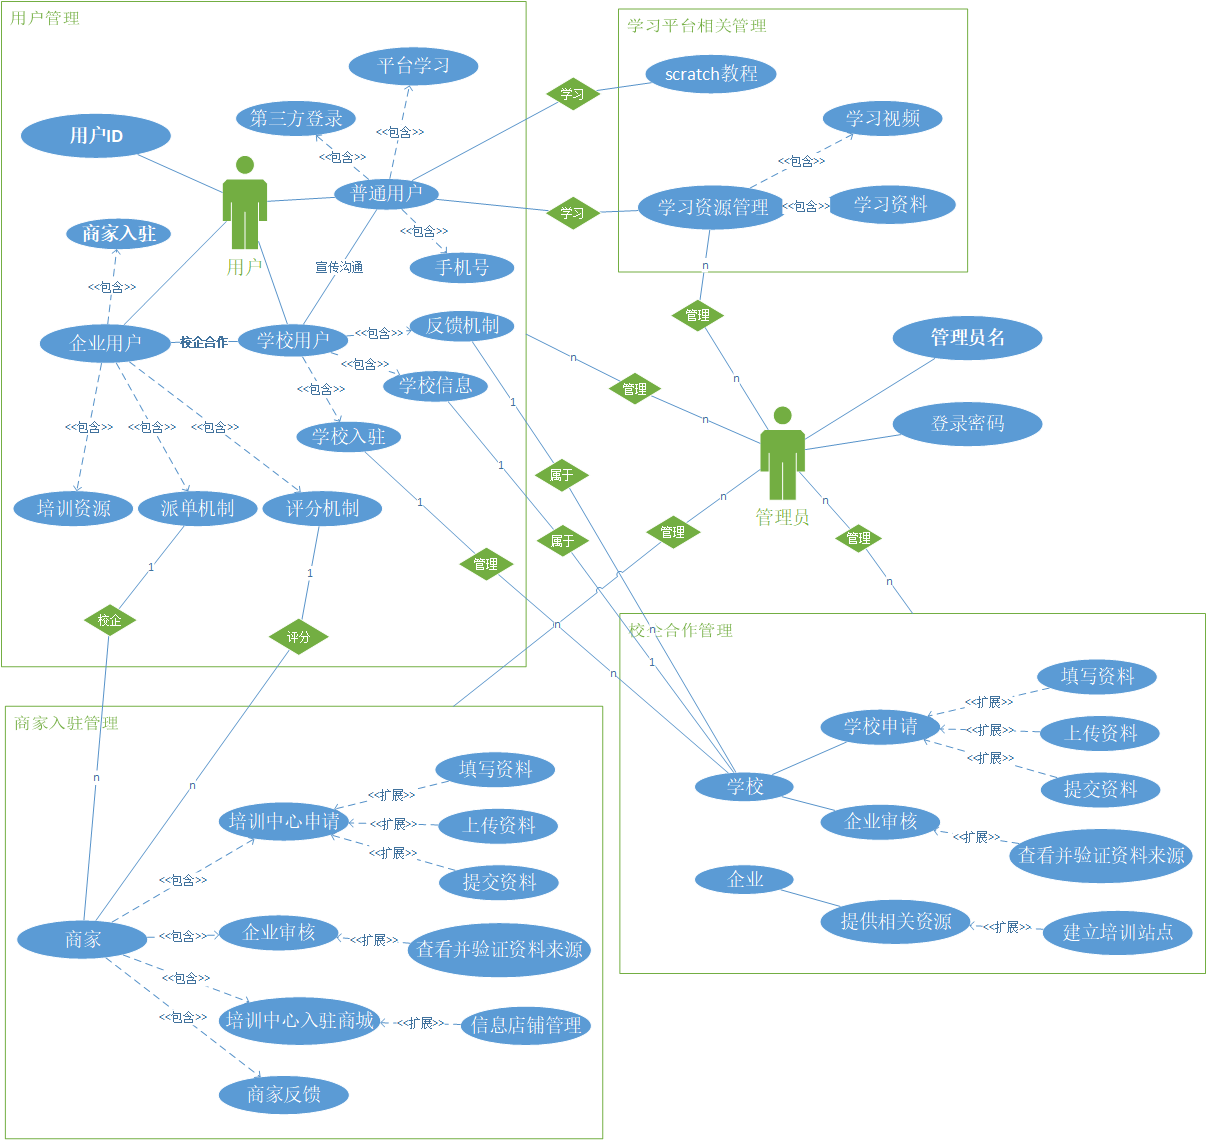 用户管理
平台学习
第三方登录
<<包含>>
<<包含>>
用户ID
普通用户
用户
商家入驻
<<包含>>
手机号
宣传沟通
<<包含>>
企业用户
校企合作
学校用户
<<包含>>
反馈机制
<<包含>>
学校信息
<<包含>>
学校入驻
<<包含>>
<<包含>>
<<包含>>
培训资源
派单机制
评分机制
1
1
校企
评分
n
n
学习
学习
学习平台相关管理
scratch教程
学习视频
<<包含>>
学习资源管理
<<包含>>
学习资料
n
管理
n
n
管理
n
管理员名
登录密码
管理员
1
属于
n
1
属于
1
1
管理
n
n
管理
n
n
管理
n
校企合作管理
填写资料
<<扩展>>
学校申请
<<扩展>>
上传资料
<<扩展>>
提交资料
学校
企业审核
<<扩展>>
查看并验证资料来源
企业
提供相关资源
<<扩展>>
建立培训站点
商家入驻管理
填写资料
<<扩展>>
培训中心申请
<<扩展>>
上传资料
<<扩展>>
提交资料
<<包含>>
商家
<<包含>>
企业审核
<<扩展>>
查看并验证资料来源
<<包含>>
培训中心入驻商城
<<扩展>>
信息店铺管理
<<包含>>
商家反馈